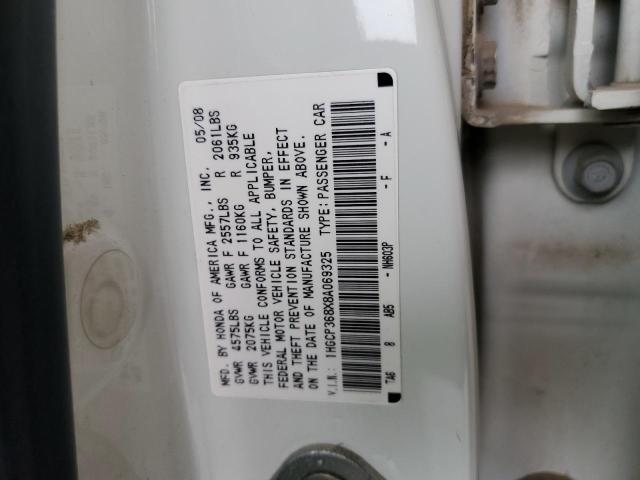 MFD. BY HONDA OF AMERICA MFG., INC. 05/08
GVWR 4575LBS GAWR F 2557LBS R 2061LBS
GVWR 2075KG GAWR F 1160KG R 935KG
THIS VEHICLE CONFORMS TO ALL APPLICABLE
FEDERAL MOTOR VEHICLE SAFETY, BUMPER,
AND THEFT PREVENTION STANDARDS IN EFFECT
ON THE DATE OF MANUFACTURE SHOWN ABOVE.
V.I.N.: 1HGCP368X8A069325 TYPE: PASSENGER CAR
TA6 8 AB5 - NH603P - F - A